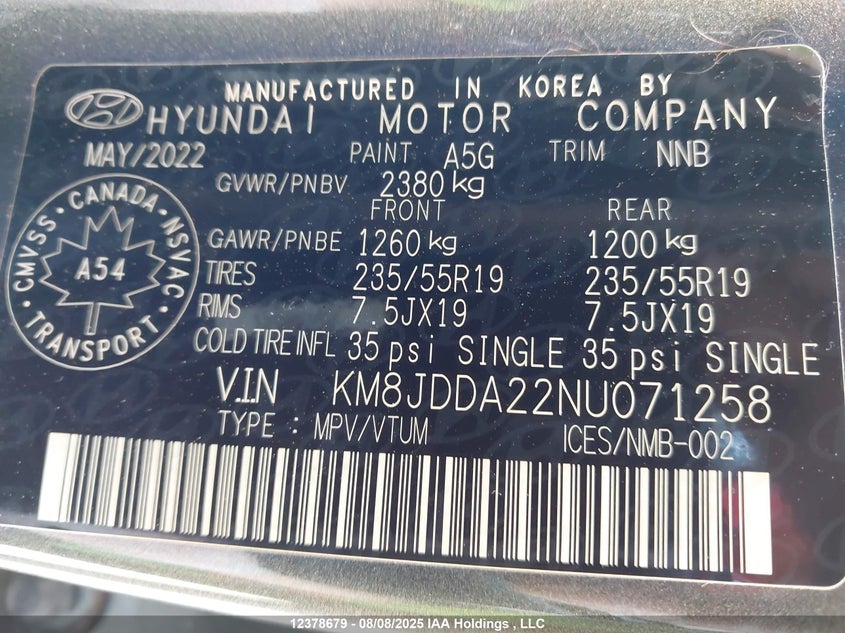 MANUFACTURED IN KOREA BY
HYUNDAI MOTOR COMPANY
MAY/2022 PAINT A5G TRIM NNB
GVWR/PNBV 2380 kg
FRONT REAR
GAWR/PNBE 1260 kg 1200 kg
TIRES 235/55R19 235/55R19
RIMS 7.5JX19 7.5JX19
COLD TIRE INFL 35 psi SINGLE 35 psi SINGLE
V.I.N KM8JDDA22NU071258
TYPE : MPV/VTUM ICES/NMB-002
CMVSS · CANADA · NSVAC · TRANSPORT ·
A54
12378679 - 08/08/2025 IAA Holdings , LLC